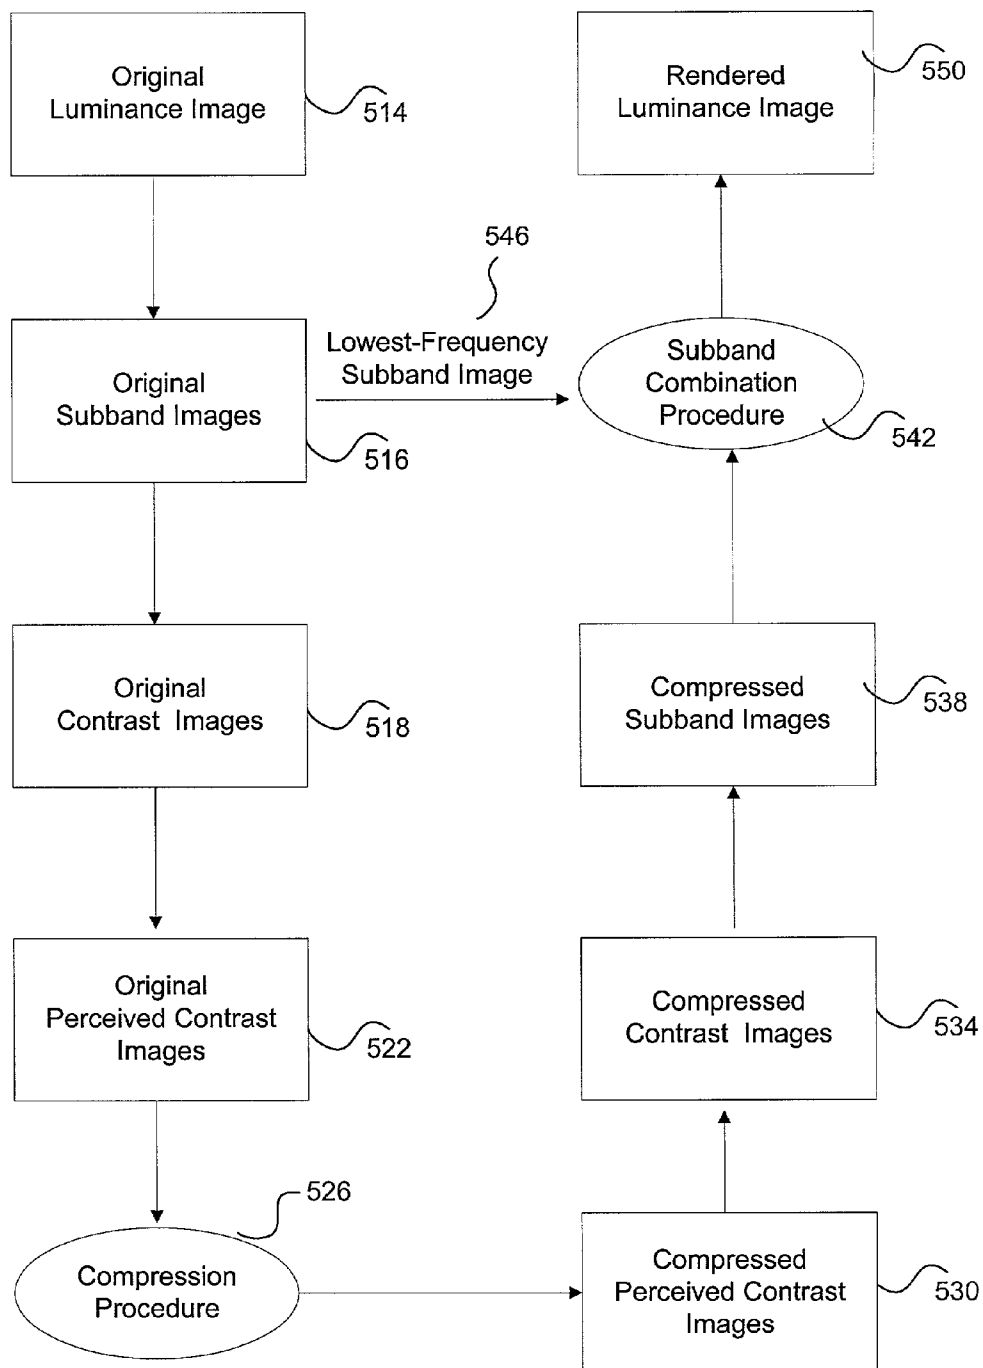 Original
Luminance Image
514
Rendered
Luminance Image
550
546
Lowest-Frequency
Subband Image
Original
Subband Images
516
Subband
Combination
Procedure
542
Original
Contrast Images
518
Compressed
Subband Images
538
Original
Perceived Contrast
Images
522
Compressed
Contrast Images
534
526
Compression
Procedure
Compressed
Perceived Contrast
Images
530